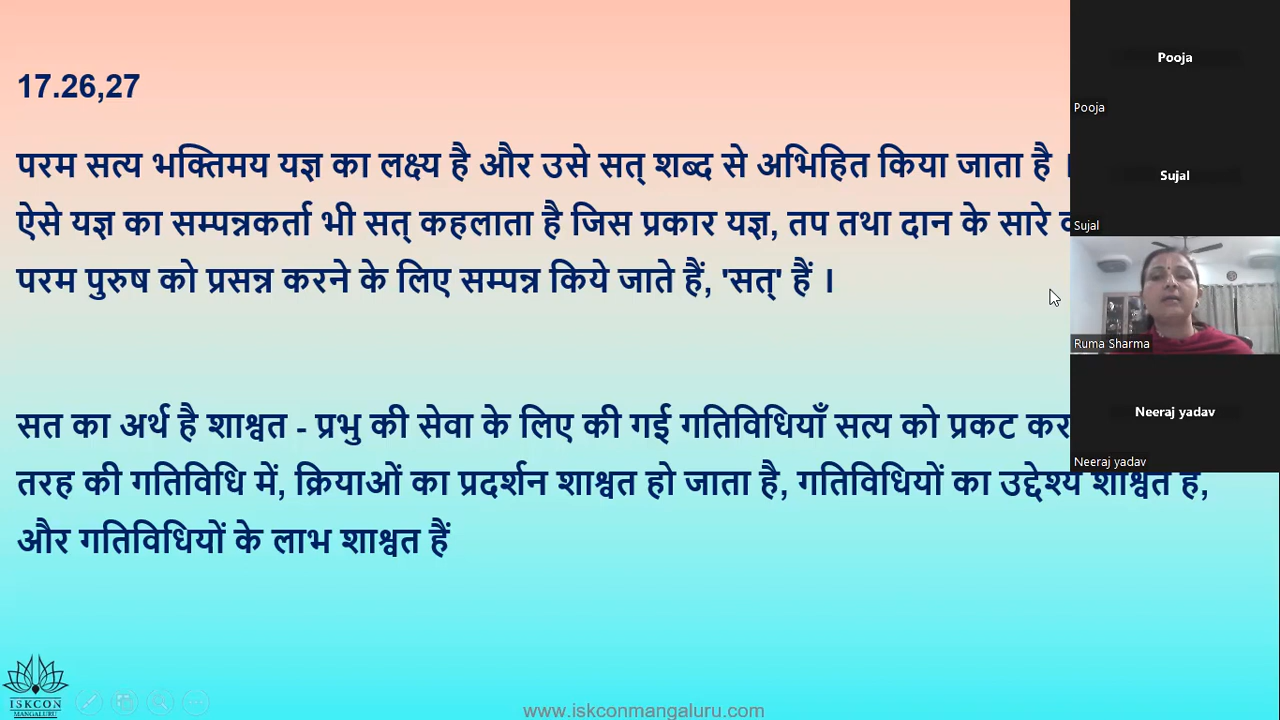 17.26,27
परम सत्य भक्तिमय यज्ञ का लक्ष्य है और उसे सत् शब्द से अभिहित किया जाता है ।
ऐसे यज्ञ का सम्पन्नकर्ता भी सत् कहलाता है जिस प्रकार यज्ञ, तप तथा दान के सारे
परम पुरुष को प्रसन्न करने के लिए सम्पन्न किये जाते हैं, 'सत्' हैं ।
सत का अर्थ है शाश्वत - प्रभु की सेवा के लिए की गई गतिविधियाँ सत्य को प्रकट
तरह की गतिविधि में, क्रियाओं का प्रदर्शन शाश्वत हो जाता है, गतिविधियों का उद्देश्य शाश्वत है,
और गतिविधियों के लाभ शाश्वत हैं
Pooja
Pooja
Sujal
Sujal
Ruma Sharma
Neeraj yadav
Neeraj yadav
ISKCON
MANGALURU
www.iskconmangaluru.com